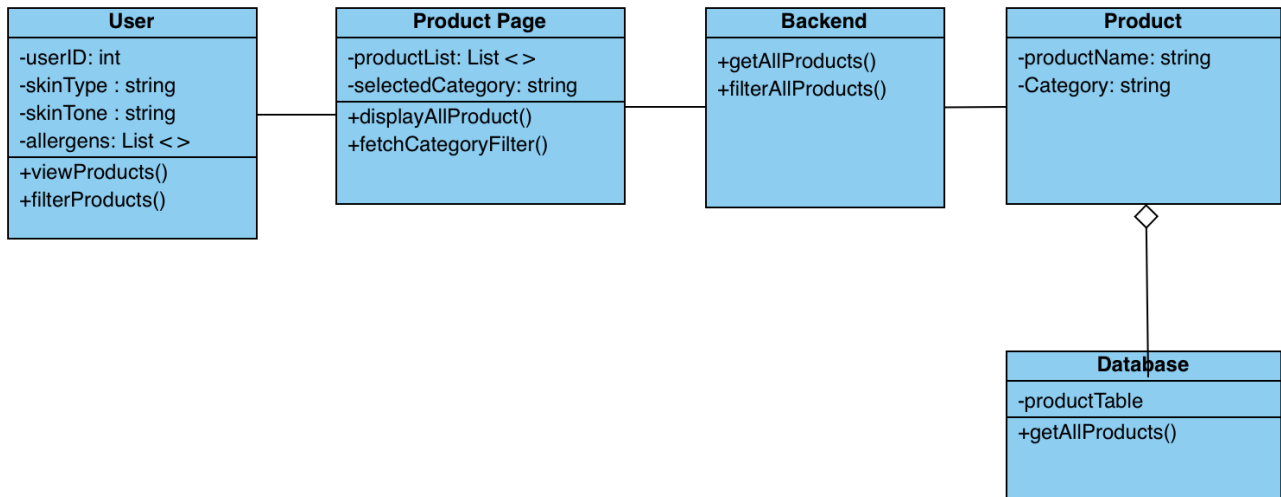 User
-userID: int
-skinType : string
-skinTone : string
-allergens: List < >
+viewProducts()
+filterProducts()
Product Page
-productList: List < >
-selectedCategory: string
+displayAllProduct()
+fetchCategoryFilter()
Backend
+getAllProducts()
+filterAllProducts()
Product
-productName: string
-Category: string
Database
-productTable
+getAllProducts()